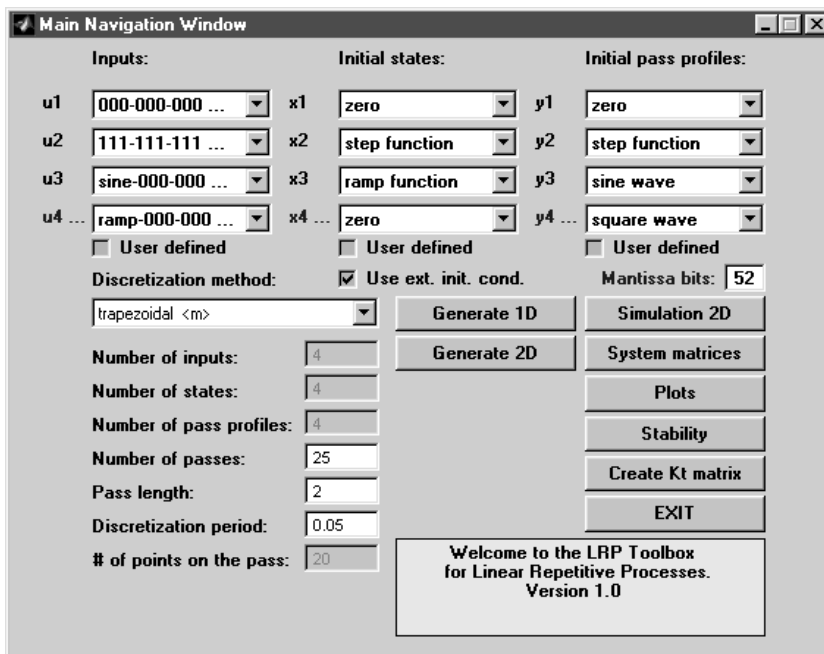 Main Navigation Window
Inputs: Initial states: Initial pass profiles:
u1 000-000-000 ... x1 zero y1 zero
u2 111-111-111 ... x2 step function y2 step function
u3 sine-000-000 ... x3 ramp function y3 sine wave
u4 ... ramp-000-000 ... x4 ... zero y4 ... square wave
User defined User defined User defined
Discretization method: Use ext. init. cond. Mantissa bits: 52
trapezoidal <m> Generate 1D Simulation 2D
Number of inputs: 4 Generate 2D System matrices
Number of states: 4 Plots
Number of pass profiles: 4 Stability
Number of passes: 25 Create Kt matrix
Pass length: 2
Discretization period: 0.05 EXIT
# of points on the pass: 20
Welcome to the LRP Toolbox
for Linear Repetitive Processes.
Version 1.0